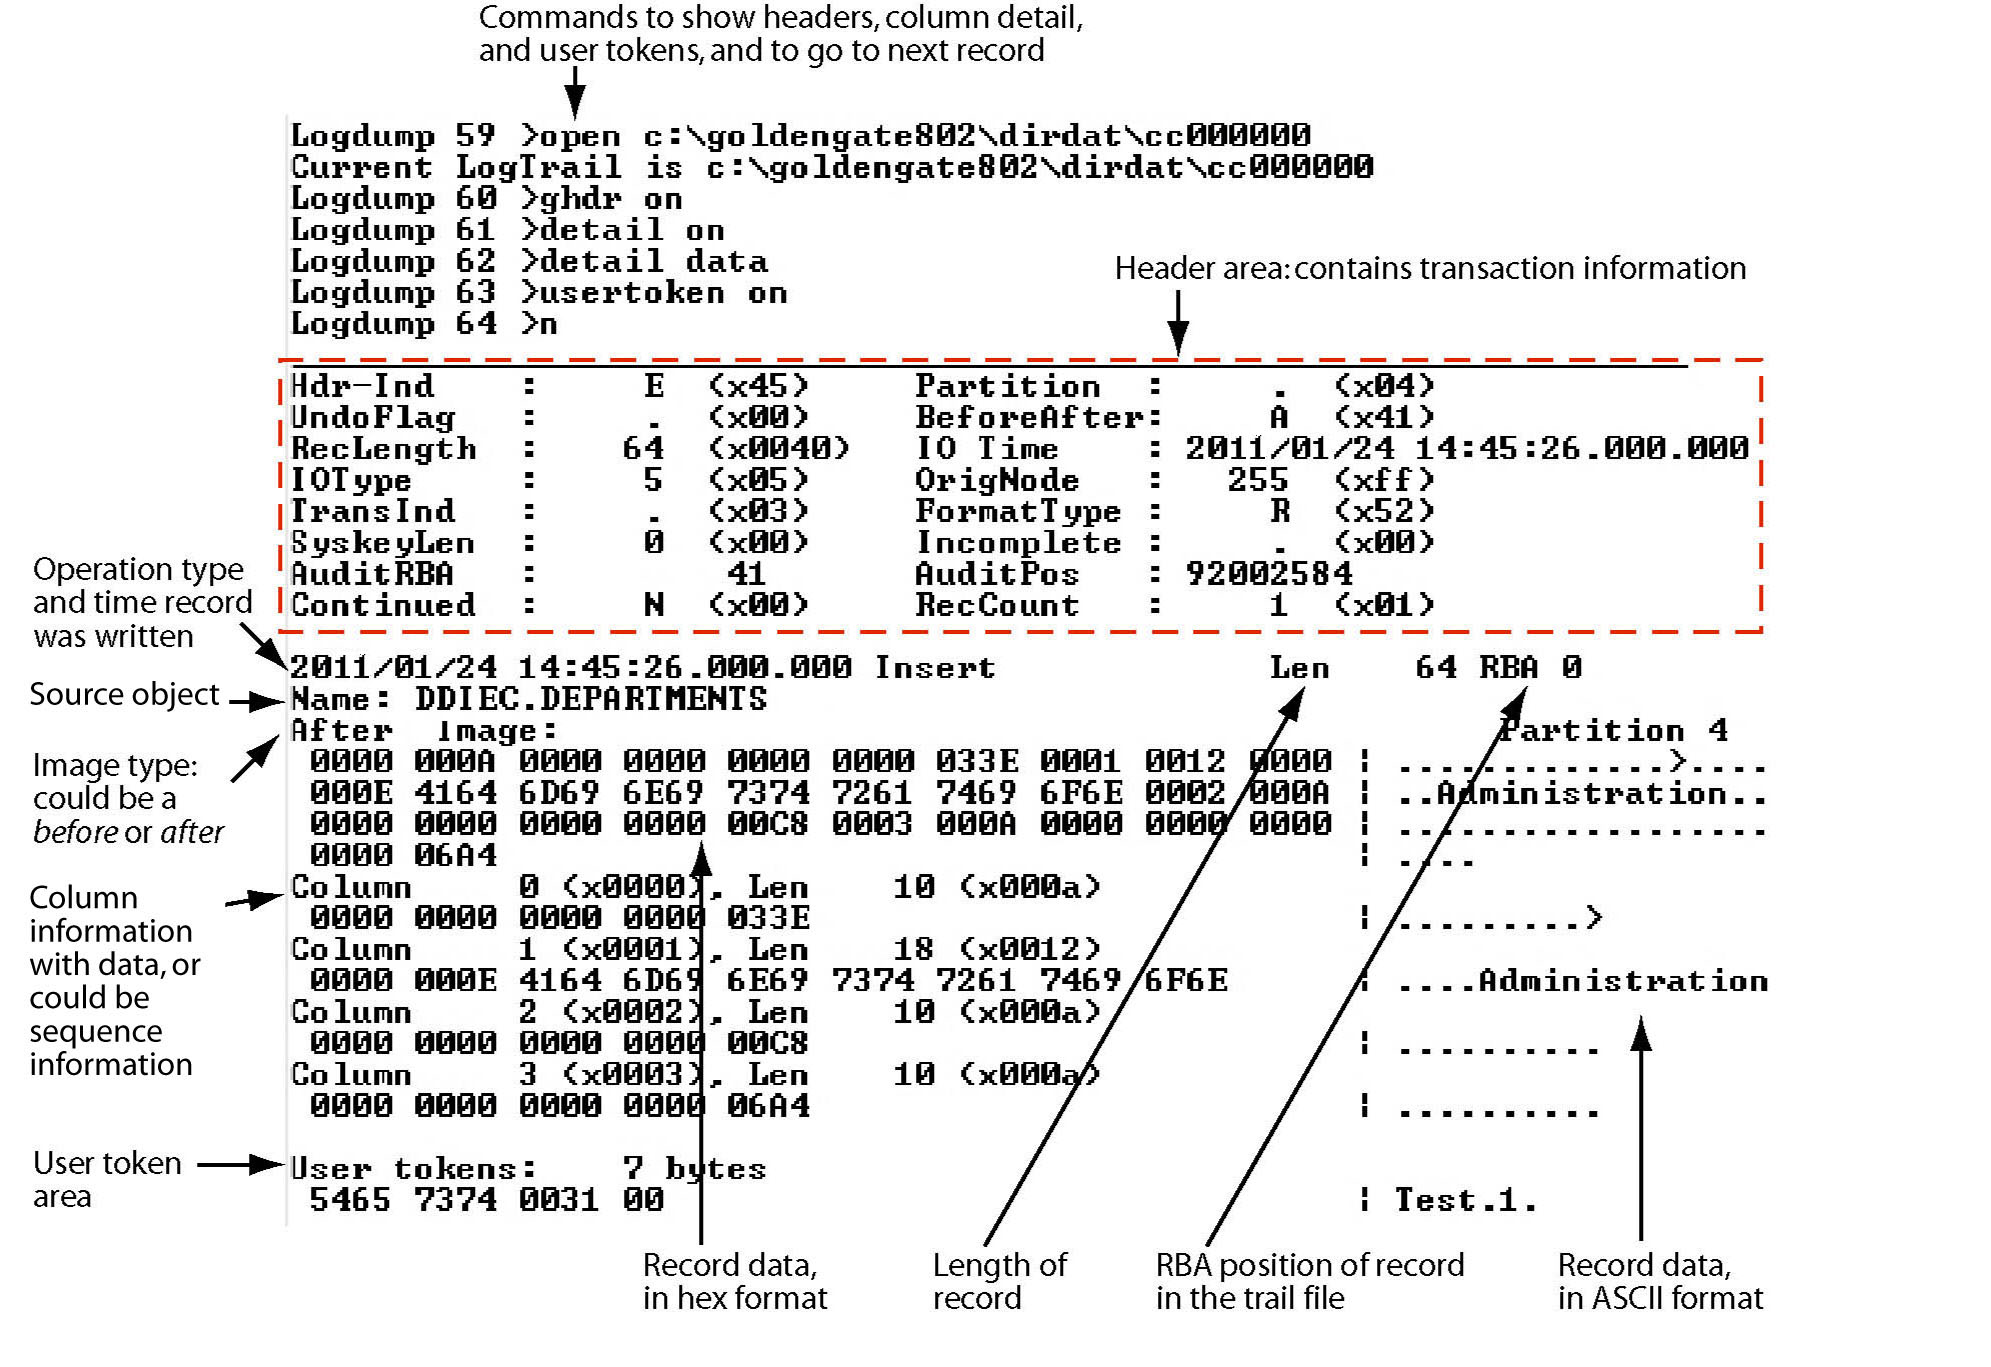 Commands to show headers, column detail,
and user tokens, and to go to next record
Logdump 59 >open c:\goldengate802\dirdat\cc000000
Current LogTrail is c:\goldengate802\dirdat\cc000000
Logdump 60 >ghdr on
Logdump 61 >detail on
Logdump 62 >detail data
Logdump 63 >usertoken on
Logdump 64 >n
Header area: contains transaction information
Hdr-Ind : E (x45) Partition : . (x04)
UndoFlag : . (x00) BeforeAfter: A (x41)
RecLength : 64 (x0040) IO Time : 2011/01/24 14:45:26.000.000
IOType : 5 (x05) OrigNode : 255 (xff)
TransInd : . (x03) FormatType : R (x52)
SyskeyLen : 0 (x00) Incomplete : . (x00)
AuditRBA : 41 AuditPos : 92002584
Continued : N (x00) RecCount : 1 (x01)
Operation type
and time record
was written
2011/01/24 14:45:26.000.000 Insert Len 64 RBA 0
Source object
Name: DDIEC.DEPARTMENTS
After Image: Partition 4
Image type:
could be a
before or after
0000 000A 0000 0000 0000 0000 033E 0001 0012 0000 | .............>....
000E 4164 6D69 6E69 7374 7261 7469 6F6E 0002 000A | ..Administration..
0000 0000 0000 0000 00C8 0003 000A 0000 0000 0000 | ..................
0000 06A4 | ....
Column
information
with data, or
could be
sequence
information
Column 0 (x0000), Len 10 (x000a)
0000 0000 0000 0000 033E | .........>
Column 1 (x0001), Len 18 (x0012)
0000 000E 4164 6D69 6E69 7374 7261 7469 6F6E | ....Administration
Column 2 (x0002), Len 10 (x000a)
0000 0000 0000 0000 00C8 | ..........
Column 3 (x0003), Len 10 (x000a)
0000 0000 0000 0000 06A4 | ..........
User token
area
User tokens: 7 bytes
5465 7374 0031 00 | Test.1.
Record data,
in hex format
Length of
record
RBA position of record
in the trail file
Record data,
in ASCII format